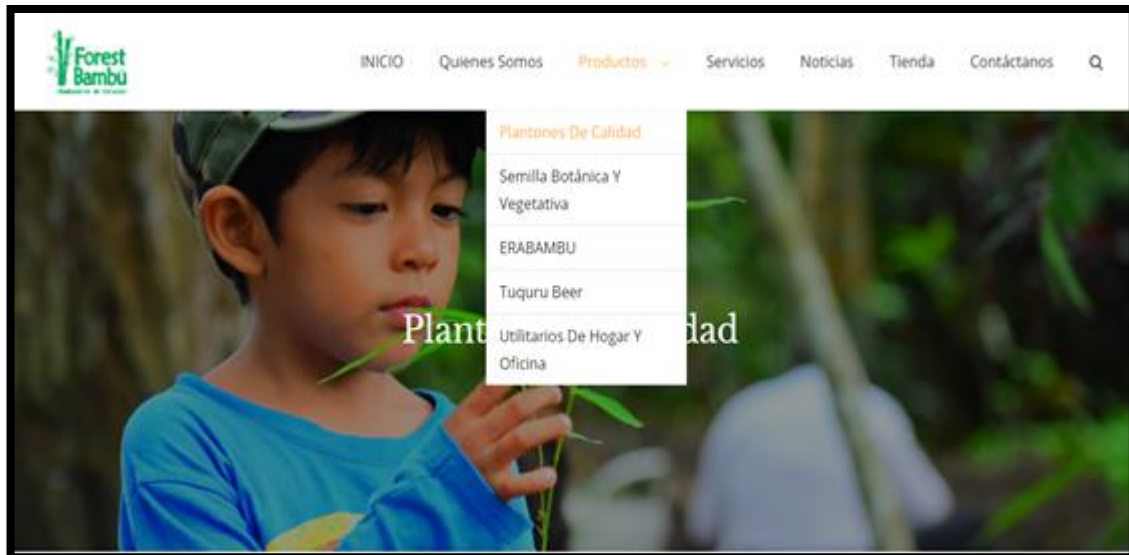 Forest
Bambú
INICIO Quienes Somos Productos Servicios Noticias Tienda Contáctanos
Plantones De Calidad
Semilla Botánica Y
Vegetativa
ERABAMBU
Tuquru Beer
Utilitarios De Hogar Y
Oficina
Plant dad